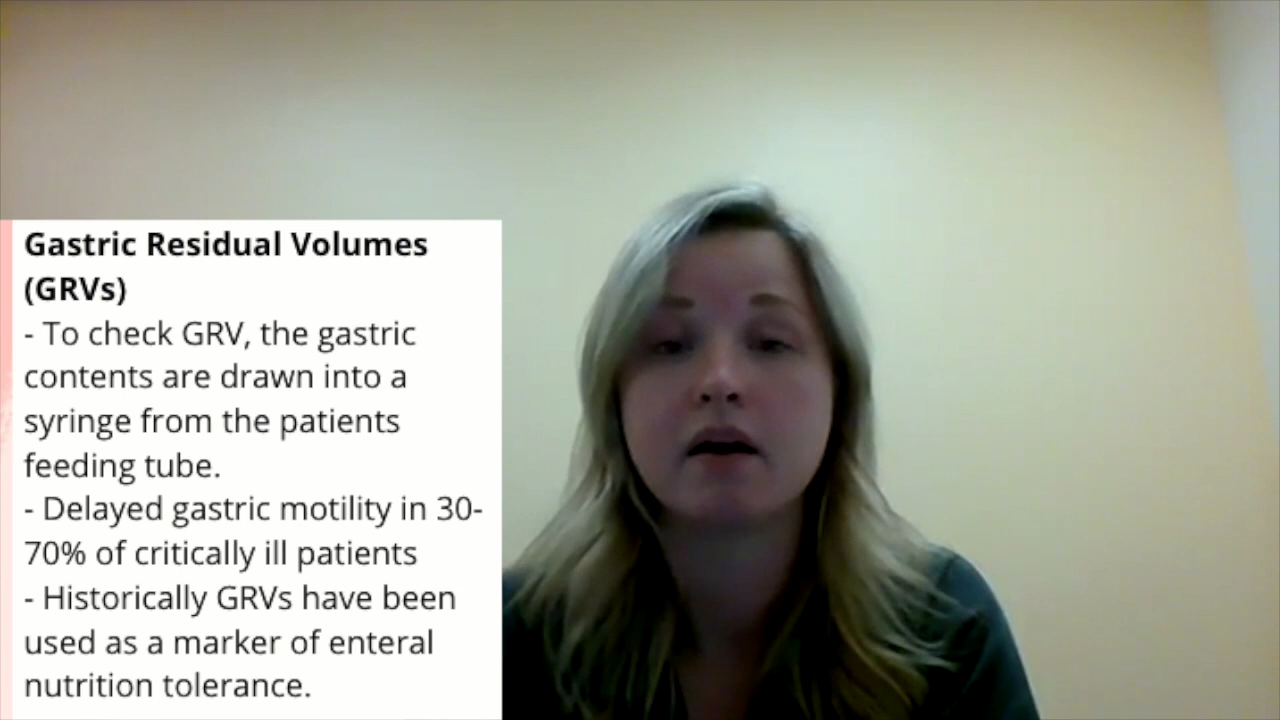 Gastric Residual Volumes
(GRVs)
- To check GRV, the gastric
contents are drawn into a
syringe from the patients
feeding tube.
- Delayed gastric motility in 30-
70% of critically ill patients
- Historically GRVs have been
used as a marker of enteral
nutrition tolerance.